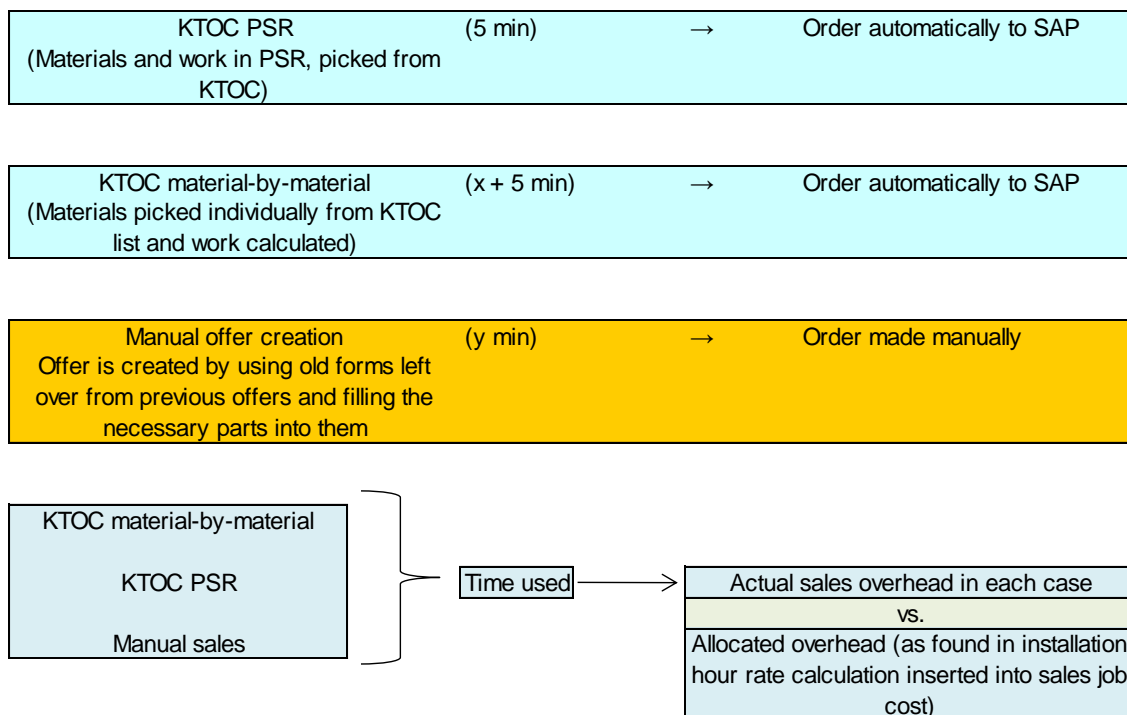 KTOC PSR (5 min) → Order automatically to SAP
(Materials and work in PSR, picked from
KTOC)
KTOC material-by-material (x + 5 min) → Order automatically to SAP
(Materials picked individually from KTOC
list and work calculated)
Manual offer creation (y min) → Order made manually
Offer is created by using old forms left
over from previous offers and filling the
necessary parts into them
KTOC material-by-material
KTOC PSR
Manual sales
Time used
Actual sales overhead in each case
vs.
Allocated overhead (as found in installation
hour rate calculation inserted into sales job
cost)